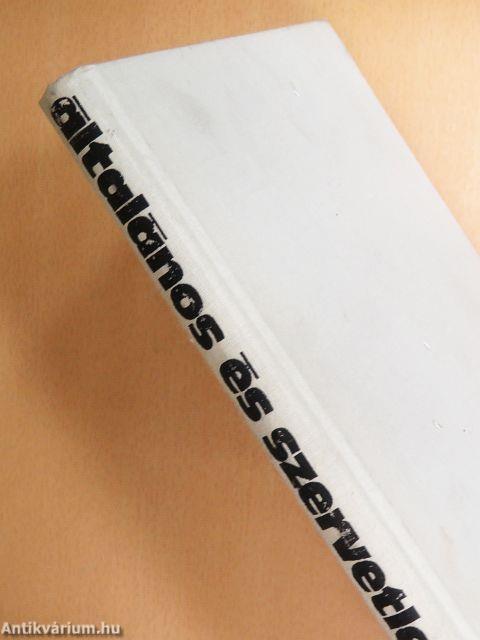 általános és szervetle
Antikvárium.hu